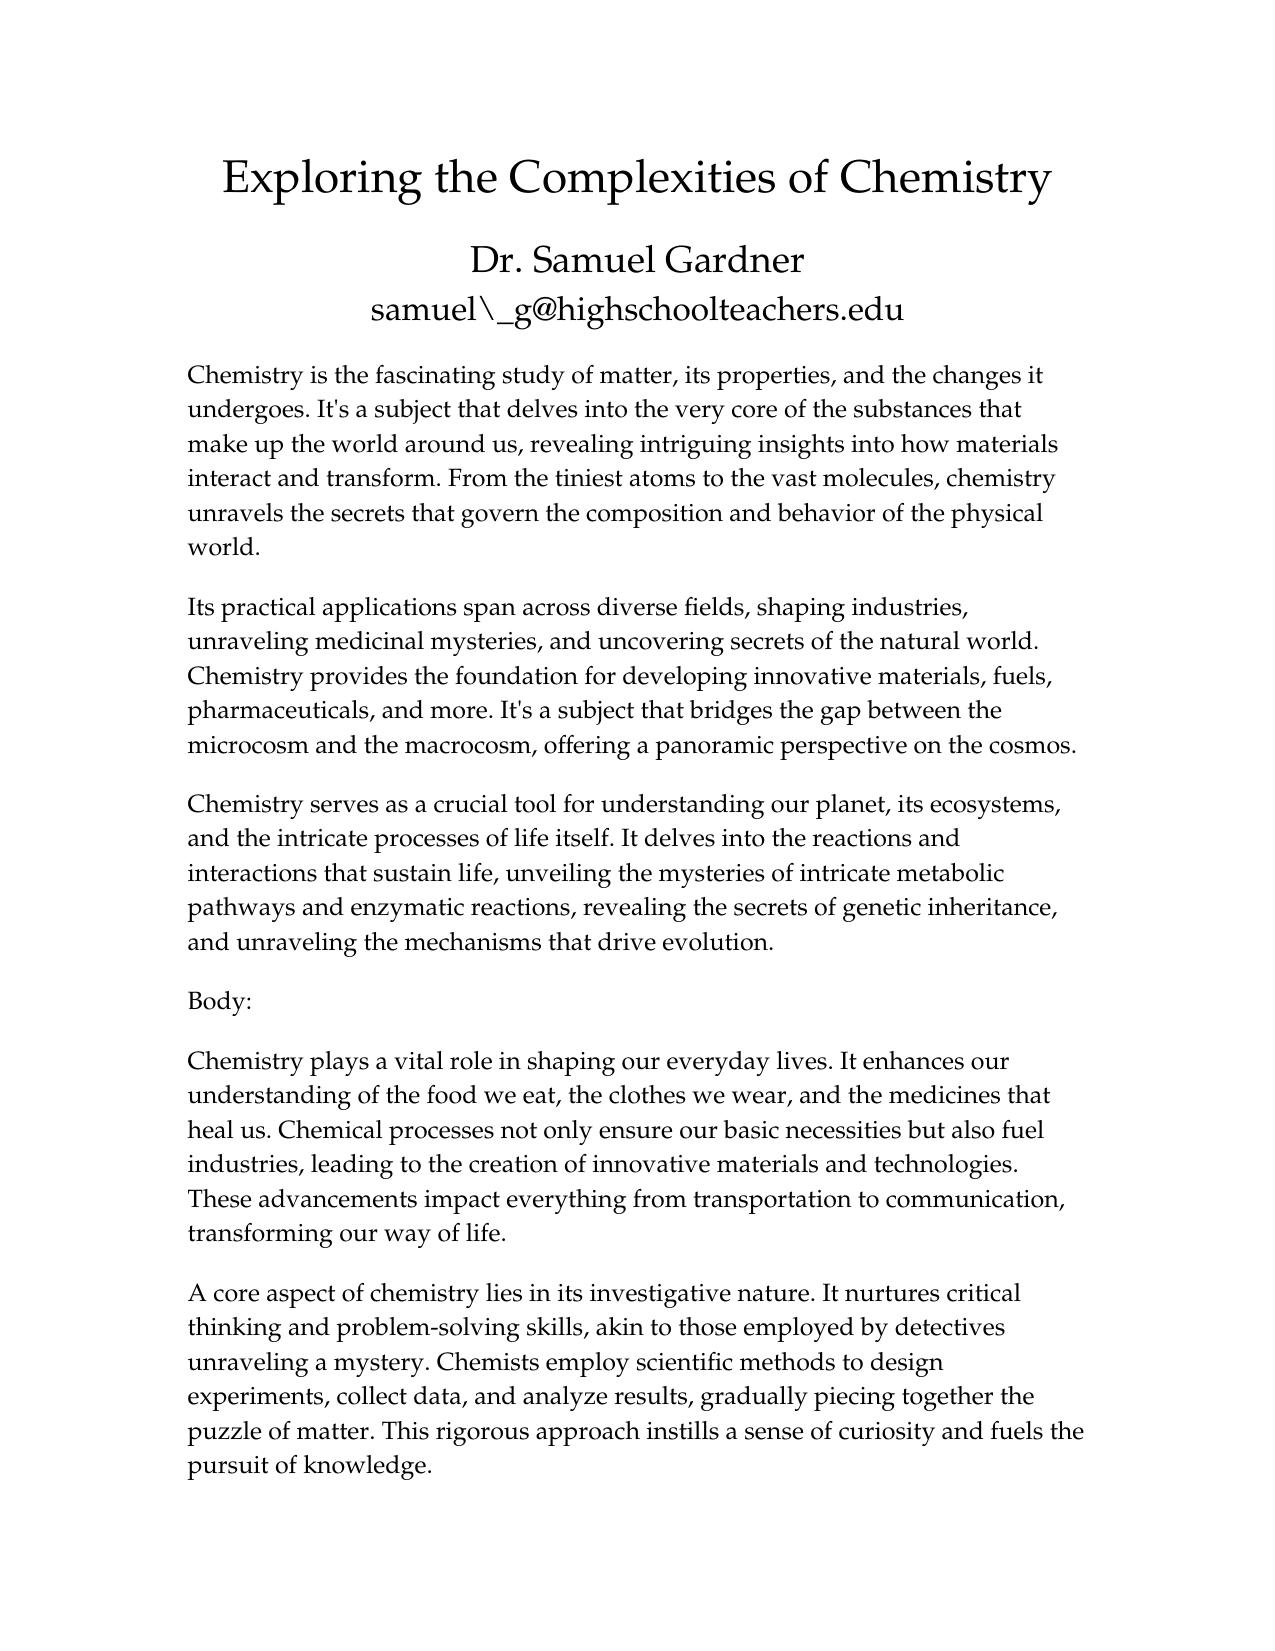 Exploring the Complexities of Chemistry
Dr. Samuel Gardner
samuel\_g@highschoolteachers.edu
Chemistry is the fascinating study of matter, its properties, and the changes it
undergoes. It's a subject that delves into the very core of the substances that
make up the world around us, revealing intriguing insights into how materials
interact and transform. From the tiniest atoms to the vast molecules, chemistry
unravels the secrets that govern the composition and behavior of the physical
world.
Its practical applications span across diverse fields, shaping industries,
unraveling medicinal mysteries, and uncovering secrets of the natural world.
Chemistry provides the foundation for developing innovative materials, fuels,
pharmaceuticals, and more. It's a subject that bridges the gap between the
microcosm and the macrocosm, offering a panoramic perspective on the cosmos.
Chemistry serves as a crucial tool for understanding our planet, its ecosystems,
and the intricate processes of life itself. It delves into the reactions and
interactions that sustain life, unveiling the mysteries of intricate metabolic
pathways and enzymatic reactions, revealing the secrets of genetic inheritance,
and unraveling the mechanisms that drive evolution.
Body:
Chemistry plays a vital role in shaping our everyday lives. It enhances our
understanding of the food we eat, the clothes we wear, and the medicines that
heal us. Chemical processes not only ensure our basic necessities but also fuel
industries, leading to the creation of innovative materials and technologies.
These advancements impact everything from transportation to communication,
transforming our way of life.
A core aspect of chemistry lies in its investigative nature. It nurtures critical
thinking and problem-solving skills, akin to those employed by detectives
unraveling a mystery. Chemists employ scientific methods to design
experiments, collect data, and analyze results, gradually piecing together the
puzzle of matter. This rigorous approach instills a sense of curiosity and fuels the
pursuit of knowledge.